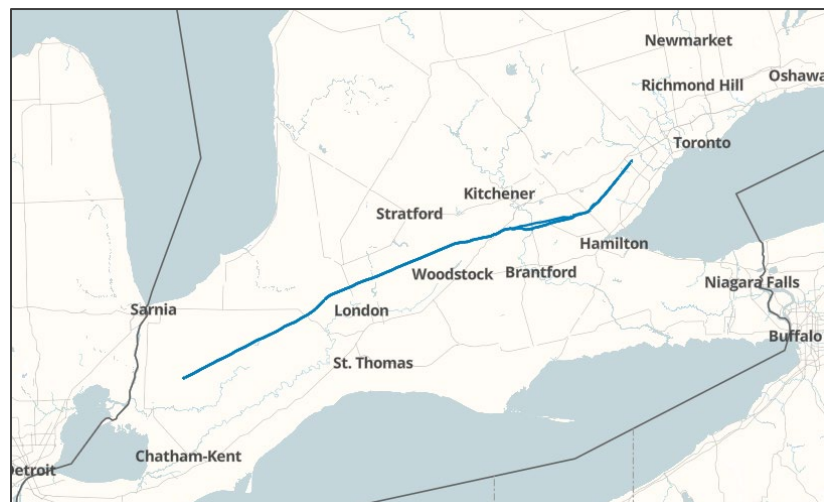 Newmarket
Richmond Hill
Oshawa
Toronto
Kitchener
Stratford
Hamilton
Woodstock
Brantford
Niagara Falls
Sarnia
London
Buffalo
St. Thomas
Chatham-Kent
Detroit